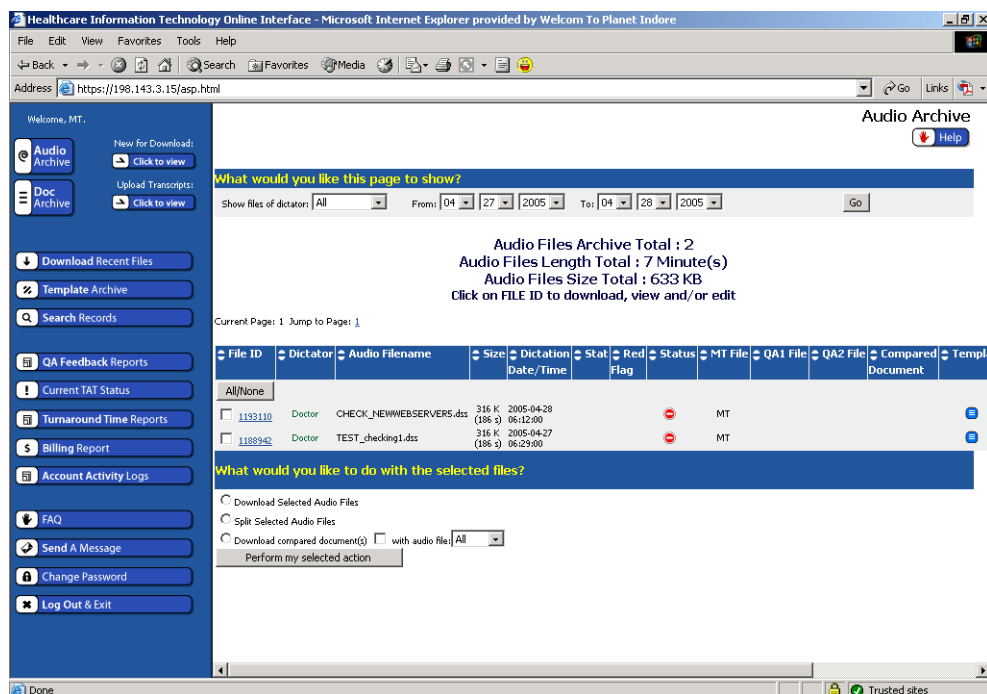 Healthcare Information Technology Online Interface - Microsoft Internet Explorer provided by Welcom To Planet Indore
File Edit View Favorites Tools Help
Back Search Favorites Media
Address https://198.143.3.15/asp.html Go Links
Welcome, MT.
Audio Archive
New for Download:
Click to view
Doc Archive
Upload Transcripts:
Click to view
Download Recent Files
Template Archive
Search Records
QA Feedback Reports
Current TAT Status
Turnaround Time Reports
Billing Report
Account Activity Logs
FAQ
Send A Message
Change Password
Log Out & Exit
Audio Archive
Help
What would you like this page to show?
Show files of dictator: All From: 04 27 2005 To: 04 28 2005 Go
Audio Files Archive Total : 2
Audio Files Length Total : 7 Minute(s)
Audio Files Size Total : 633 KB
Click on FILE ID to download, view and/or edit
Current Page: 1 Jump to Page: 1
File ID Dictator Audio Filename Size Dictation Date/Time Stat Red Flag Status MT File QA1 File QA2 File Compared Document Templ
All/None
1193110 Doctor CHECK_NEWWEBSERVERS.dss 316 K (186 s) 2005-04-28 06:12:00 MT
1188942 Doctor TEST_checking1.dss 316 K (186 s) 2005-04-27 06:29:00 MT
What would you like to do with the selected files?
Download Selected Audio Files
Split Selected Audio Files
Download compared document(s) with audio file: All
Perform my selected action
Done Trusted sites